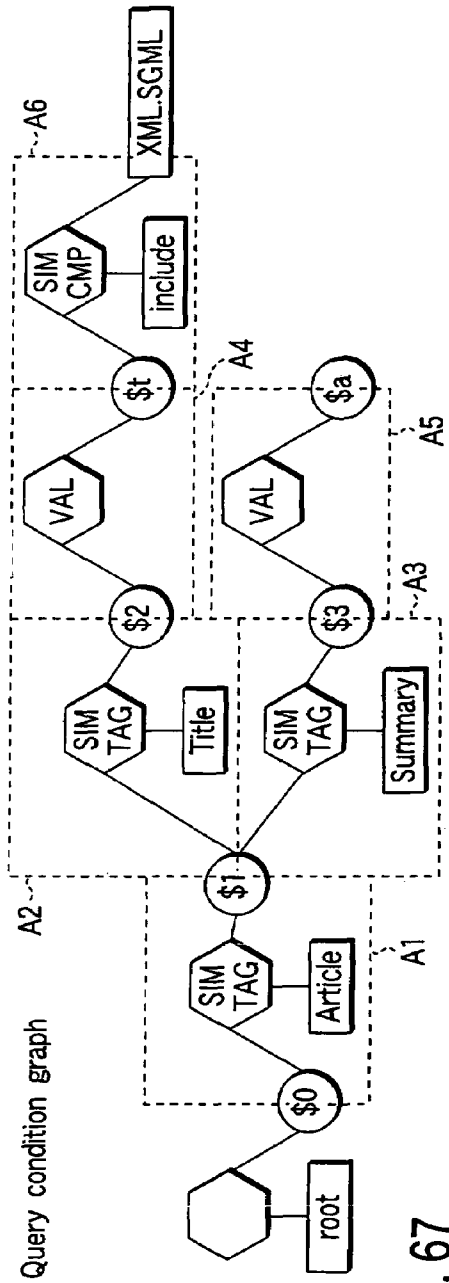 Query condition graph
A2
A6
SIM
TAG
Title
$2
VAL
$t
SIM
CMP
include
XML.SGML
A4
root
$0
SIM
TAG
Article
$1
A1
SIM
TAG
Summary
$3
A3
VAL
$a
A5
. 67